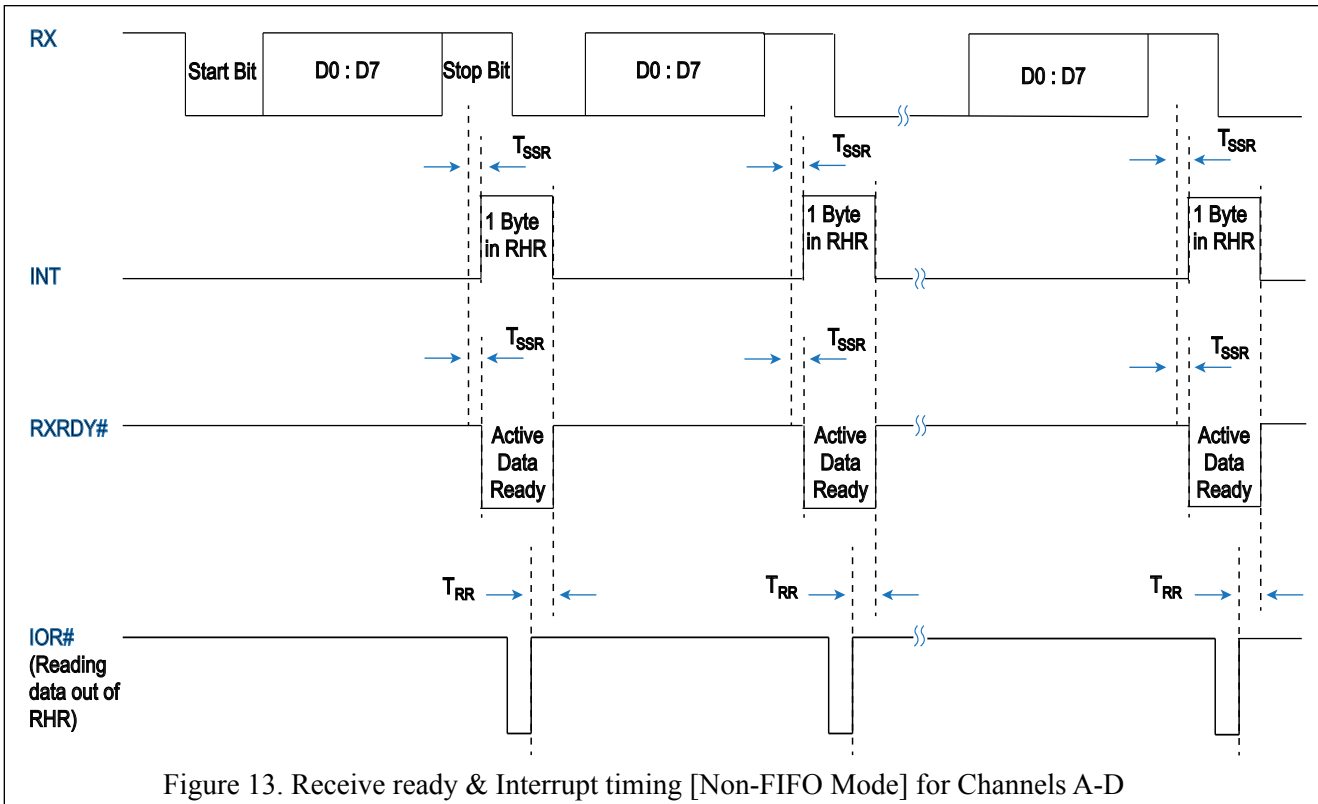 RX
Start Bit
D0 : D7
Stop Bit
D0 : D7
D0 : D7
TSSR
TSSR
TSSR
1 Byte
in RHR
1 Byte
in RHR
1 Byte
in RHR
INT
TSSR
TSSR
TSSR
RXRDY#
Active
Data
Ready
Active
Data
Ready
Active
Data
Ready
TRR
TRR
TRR
IOR#
(Reading
data out of
RHR)
Figure 13. Receive ready & Interrupt timing [Non-FIFO Mode] for Channels A-D